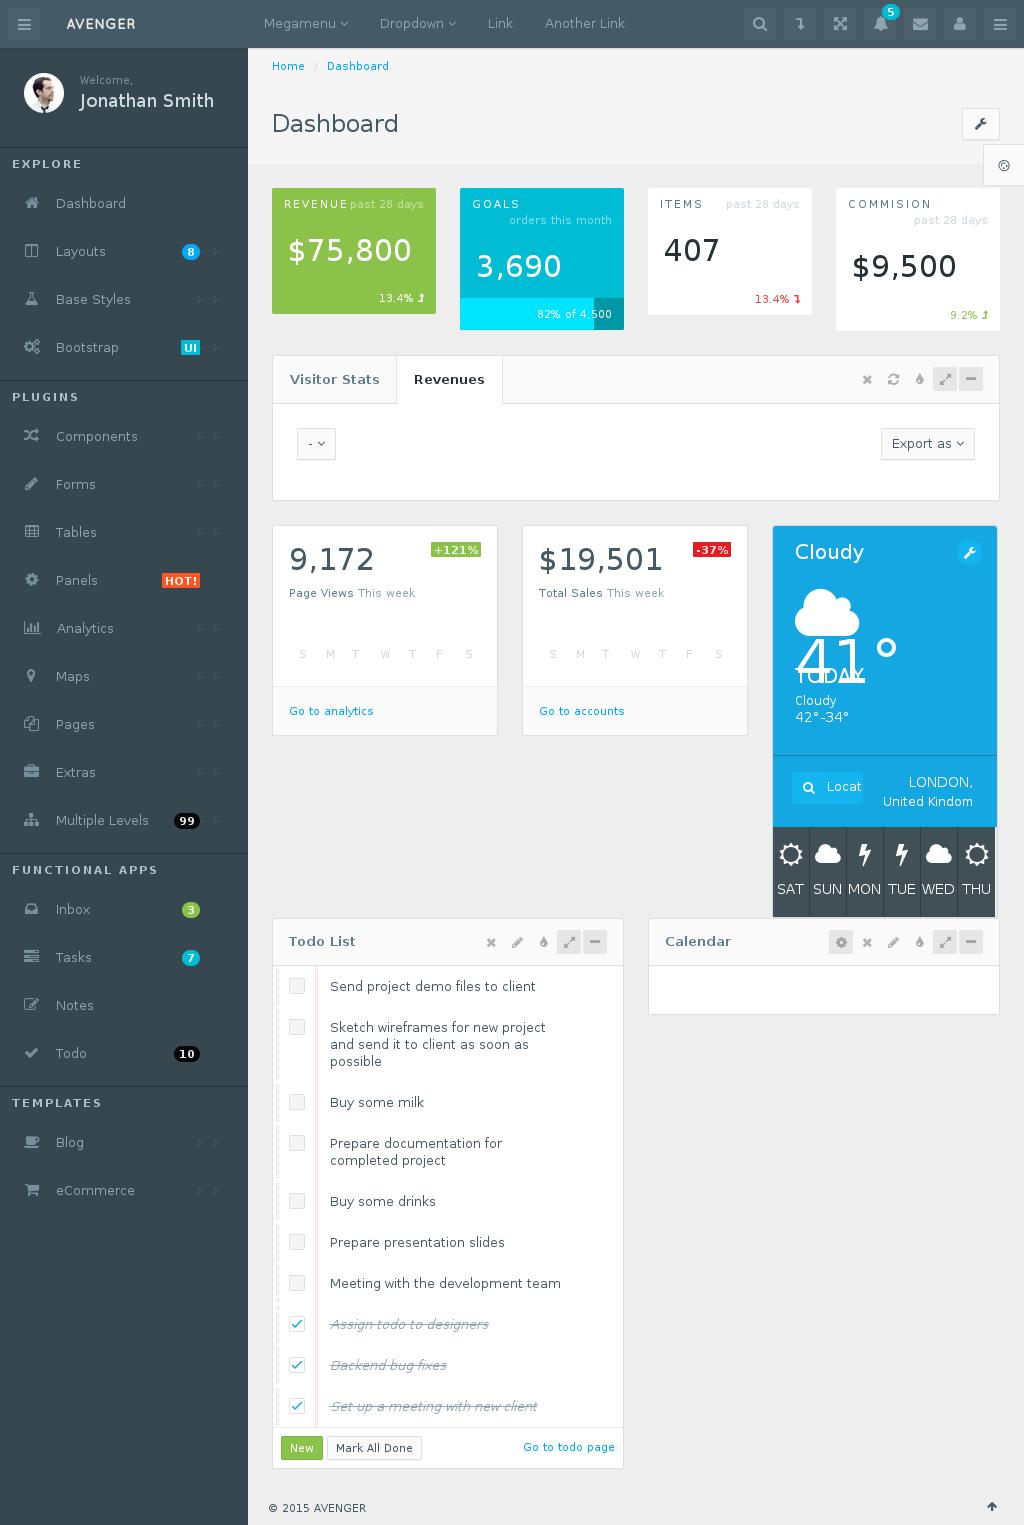 AVENGER
Megamenu
Dropdown
Link
Another Link
5
Welcome,
Jonathan Smith
EXPLORE
Dashboard
Layouts 8
Base Styles
Bootstrap UI
PLUGINS
Components
Forms
Tables
Panels HOT!
Analytics
Maps
Pages
Extras
Multiple Levels 99
FUNCTIONAL APPS
Inbox 3
Tasks 7
Notes
Todo 10
TEMPLATES
Blog
eCommerce
Home / Dashboard
Dashboard
REVENUE past 28 days
$75,800
13.4%
GOALS
orders this month
3,690
82% of 4,500
ITEMS past 28 days
407
13.4%
COMMISION
past 28 days
$9,500
9.2%
Visitor Stats
Revenues
-
Export as
9,172 +121%
Page Views This week
S M T W T F S
Go to analytics
$19,501 -37%
Total Sales This week
S M T W T F S
Go to accounts
Cloudy
41°
TODAY
Cloudy
42°-34°
Locat
LONDON,
United Kindom
SAT SUN MON TUE WED THU
Todo List
Send project demo files to client
Sketch wireframes for new project
and send it to client as soon as
possible
Buy some milk
Prepare documentation for
completed project
Buy some drinks
Prepare presentation slides
Meeting with the development team
Assign todo to designers
Backend bug fixes
Set up a meeting with new client
New
Mark All Done
Go to todo page
Calendar
© 2015 AVENGER